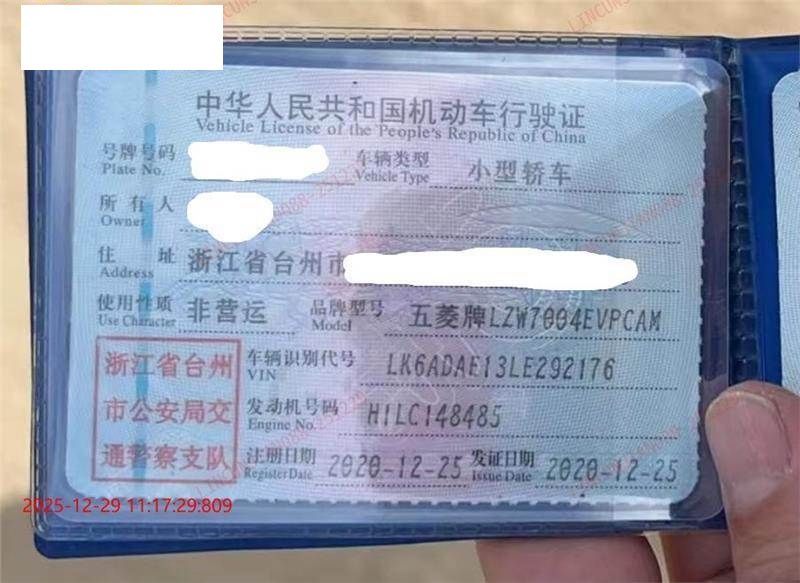 中华人民共和国机动车行驶证
Vehicle License of the People's Republic of China
号牌号码
Plate No.
车辆类型 小型轿车
Vehicle Type
所有人
Owner
住址 浙江省台州市
Address
使用性质 非营运
Use Character
品牌型号 五菱牌LZW7004EVPCAM
Model
浙江省台州
市公安局交
通警察支队
车辆识别代号 LK6ADAE13LE292176
VIN
发动机号码 HILC148485
Engine No.
注册日期 2020-12-25
Register Date
发证日期 2020-12-25
Issue Date
2025-12-29 11:17:29:809